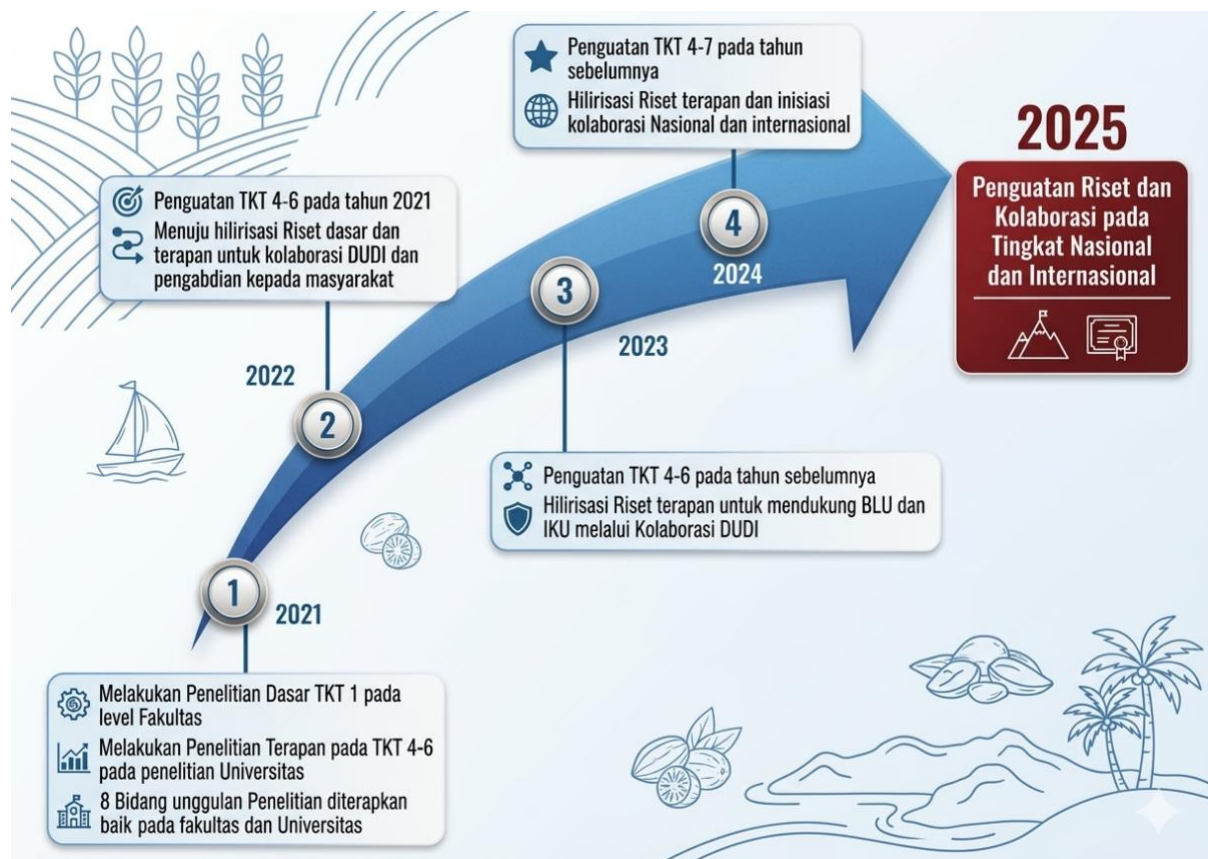 1
2021
Melakukan Penelitian Dasar TKT 1 pada
level Fakultas
Melakukan Penelitian Terapan pada TKT 4-6
pada penelitian Universitas
8 Bidang unggulan Penelitian diterapkan
baik pada fakultas dan Universitas
2
2022
Penguatan TKT 4-6 pada tahun 2021
Menuju hilirisasi Riset dasar dan
terapan untuk kolaborasi DUDI dan
pengabdian kepada masyarakat
3
2023
Penguatan TKT 4-6 pada tahun sebelumnya
Hilirisasi Riset terapan untuk mendukung BLU dan
IKU melalui Kolaborasi DUDI
4
2024
Penguatan TKT 4-7 pada tahun
sebelumnya
Hilirisasi Riset terapan dan inisiasi
kolaborasi Nasional dan internasional
2025
Penguatan Riset dan
Kolaborasi pada
Tingkat Nasional
dan Internasional